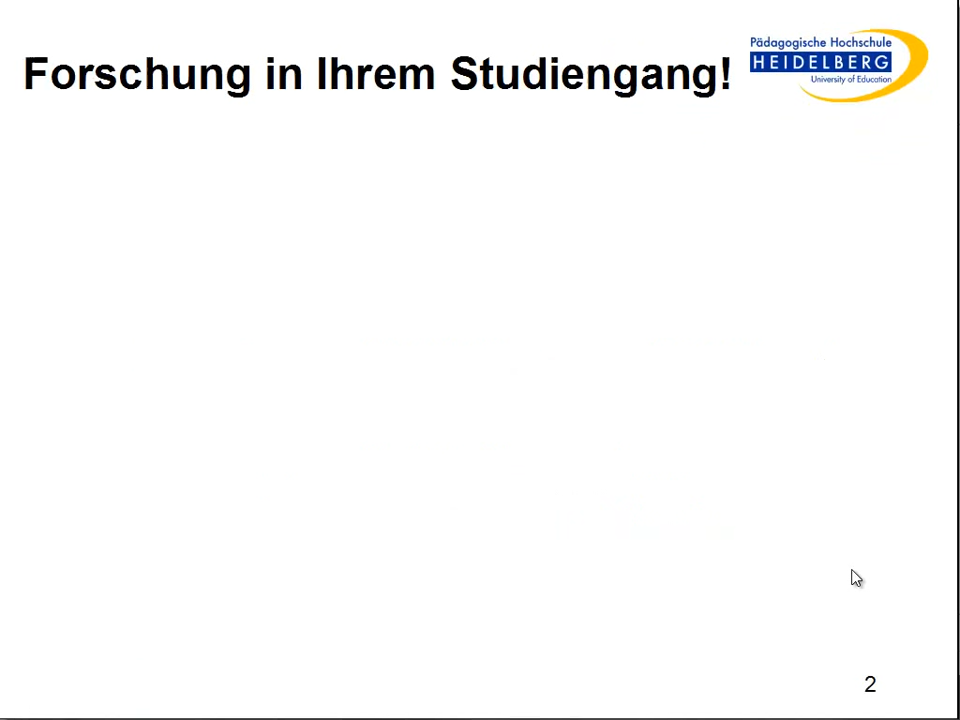 Forschung in Ihrem Studiengang!
Pädagogische Hochschule
HEIDELBERG
University of Education
2